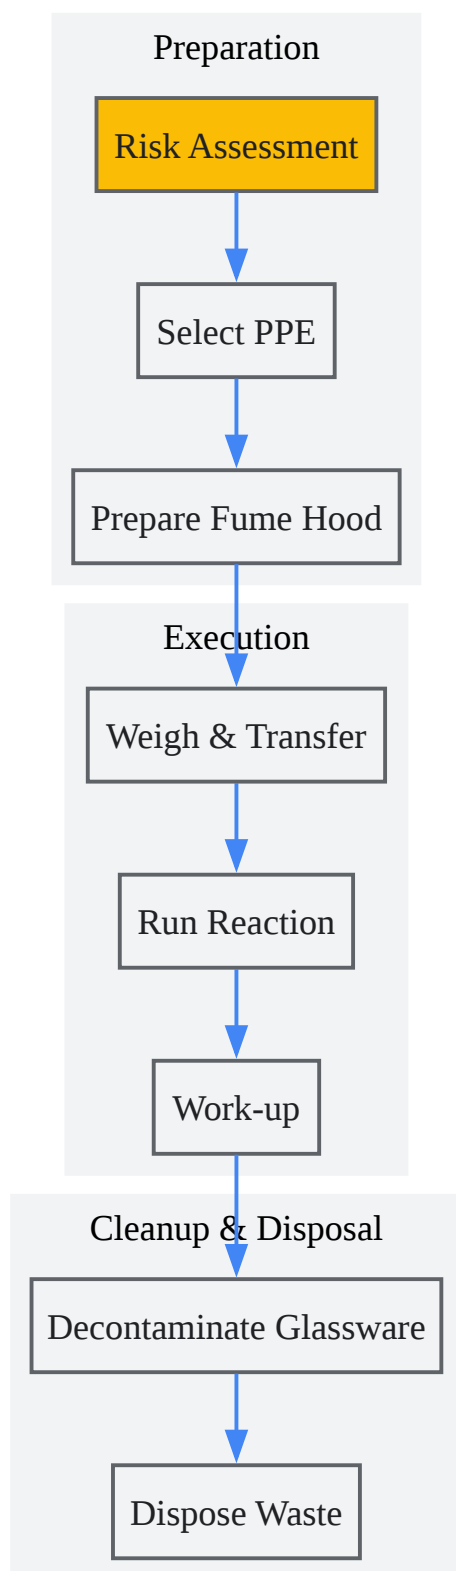 Preparation
Risk Assessment
Select PPE
Prepare Fume Hood
Execution
Weigh & Transfer
Run Reaction
Work-up
Cleanup & Disposal
Decontaminate Glassware
Dispose Waste